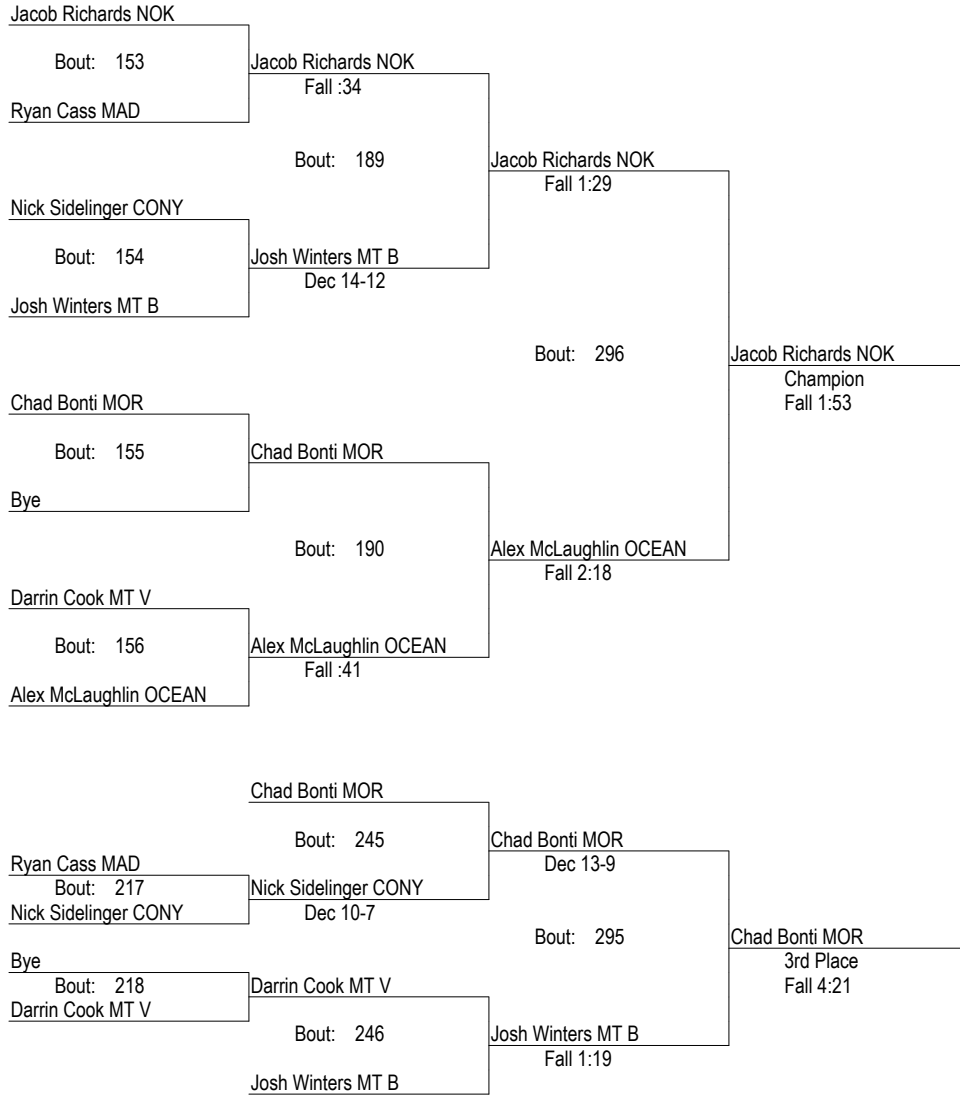 Jacob Richards NOK
Bout: 153
Jacob Richards NOK
Fall :34
Ryan Cass MAD
Bout: 189
Jacob Richards NOK
Fall 1:29
Nick Sidelinger CONY
Bout: 154
Josh Winters MT B
Dec 14-12
Josh Winters MT B
Bout: 296
Jacob Richards NOK
Champion
Fall 1:53
Chad Bonti MOR
Bout: 155
Chad Bonti MOR
Bye
Bout: 190
Alex McLaughlin OCEAN
Fall 2:18
Darrin Cook MT V
Bout: 156
Alex McLaughlin OCEAN
Fall :41
Alex McLaughlin OCEAN
Chad Bonti MOR
Bout: 245
Chad Bonti MOR
Dec 13-9
Ryan Cass MAD
Bout: 217
Nick Sidelinger CONY
Nick Sidelinger CONY
Dec 10-7
Bout: 295
Chad Bonti MOR
3rd Place
Fall 4:21
Bye
Bout: 218
Darrin Cook MT V
Darrin Cook MT V
Bout: 246
Josh Winters MT B
Fall 1:19
Josh Winters MT B